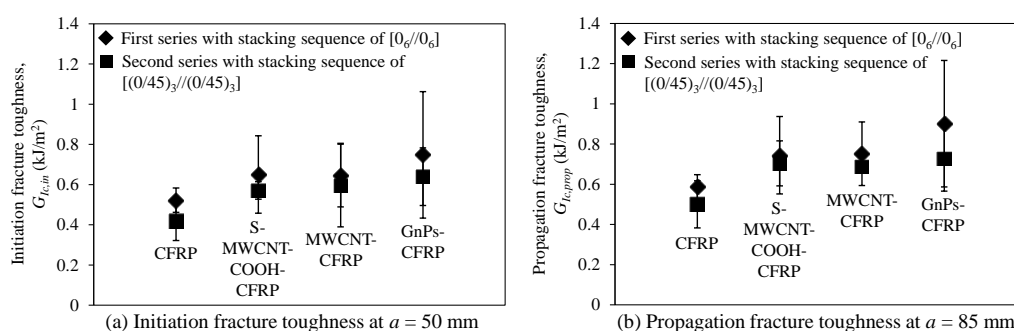 1.4
1.2
1
0.8
0.6
0.4
0.2
0
Initiation fracture toughness,
G_Ic,in (kJ/m²)
First series with stacking sequence of [0₆//0₆]
Second series with stacking sequence of
[(0/45)₃//(0/45)₃]
CFRP
S-
MWCNT-
COOH-
CFRP
MWCNT-
CFRP
GnPs-
CFRP
(a) Initiation fracture toughness at a = 50 mm
1.4
1.2
1
0.8
0.6
0.4
0.2
0
Propagation fracture toughness,
G_Ic,prop (kJ/m²)
First series with stacking sequence of [0₆//0₆]
Second series with stacking sequence of
[(0/45)₃//(0/45)₃]
CFRP
S-
MWCNT-
COOH-
CFRP
MWCNT-
CFRP
GnPs-
CFRP
(b) Propagation fracture toughness at a = 85 mm